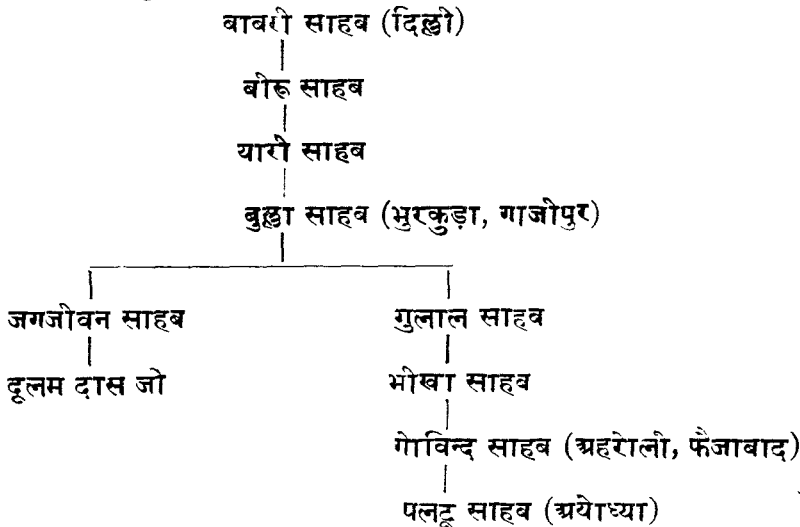 बावरी साहब (दिल्ली)
बीरू साहब
यारी साहब
बुल्ला साहब (भुरकुड़ा, गाजीपुर)
जगजीवन साहब गुलाल साहब
दूलम दास जी भीखा साहब
गोविन्द साहब (अहरोली, फैजाबाद)
पलटू साहब (अयोध्या)